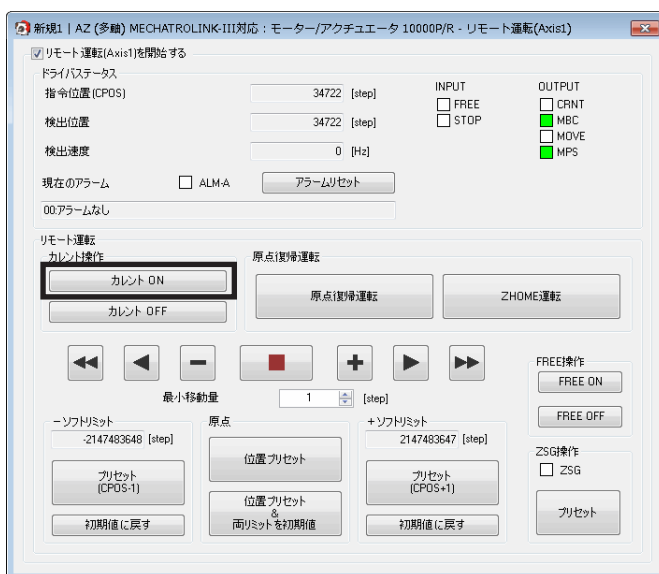 新規1 | AZ (多軸) MECHATROLINK-III対応 : モーター/アクチュエータ 10000P/R - リモート運転(Axis1)
リモート運転(Axis1)を開始する
ドライバステータス
指令位置(CPOS) 34722 [step]
検出位置 34722 [step]
検出速度 0 [Hz]
INPUT
FREE
STOP
OUTPUT
CRNT
MBC
MOVE
MPS
現在のアラーム ALM-A アラームリセット
00:アラームなし
リモート運転
カレント操作
カレント ON
カレント OFF
原点復帰運転
原点復帰運転 ZHOME運転
最小移動量 1 [step]
FREE操作
FREE ON
FREE OFF
－ソフトリミット
-2147483648 [step]
プリセット
(CPOS-1)
初期値に戻す
原点
位置プリセット
位置プリセット
&
両リミットを初期値
＋ソフトリミット
2147483647 [step]
プリセット
(CPOS+1)
初期値に戻す
ZSG操作
ZSG
プリセット